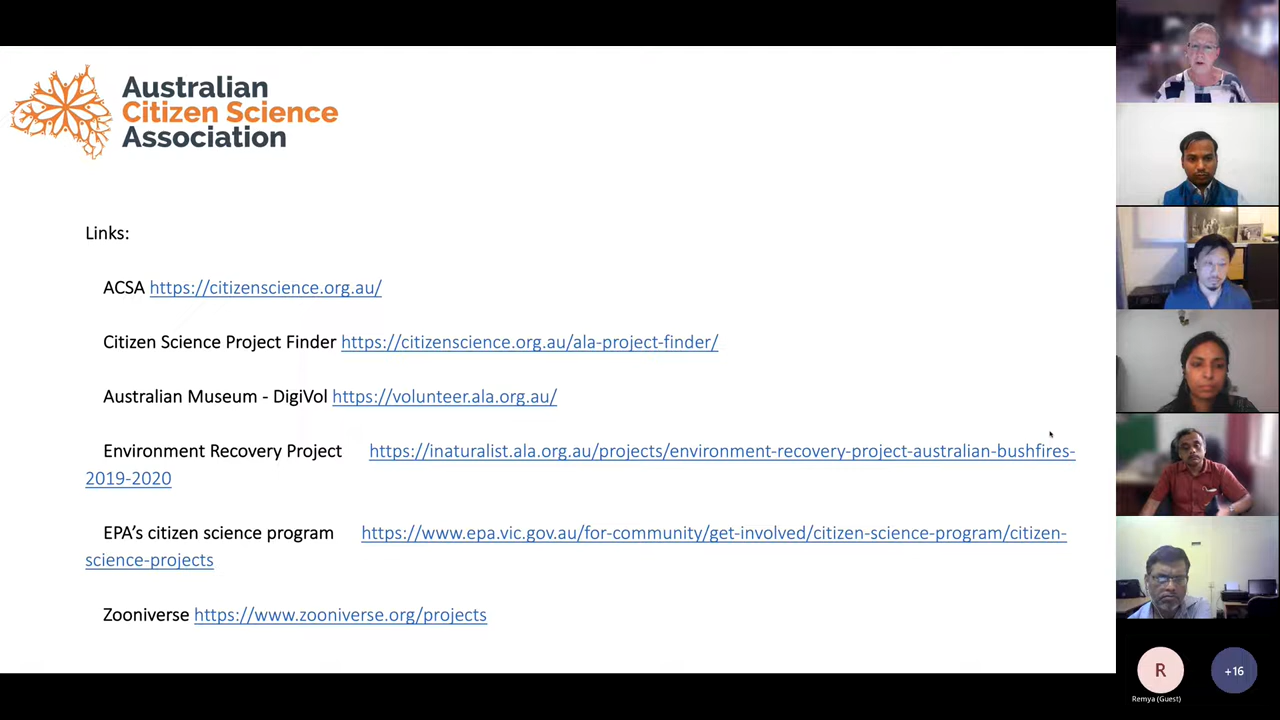 Australian
Citizen Science
Association
Links:
ACSA https://citizenscience.org.au/
Citizen Science Project Finder https://citizenscience.org.au/ala-project-finder/
Australian Museum - DigiVol https://volunteer.ala.org.au/
Environment Recovery Project https://inaturalist.ala.org.au/projects/environment-recovery-project-australian-bushfires-
2019-2020
EPA's citizen science program https://www.epa.vic.gov.au/for-community/get-involved/citizen-science-program/citizen-
science-projects
Zooniverse https://www.zooniverse.org/projects
R
+16
Remya (Guest)